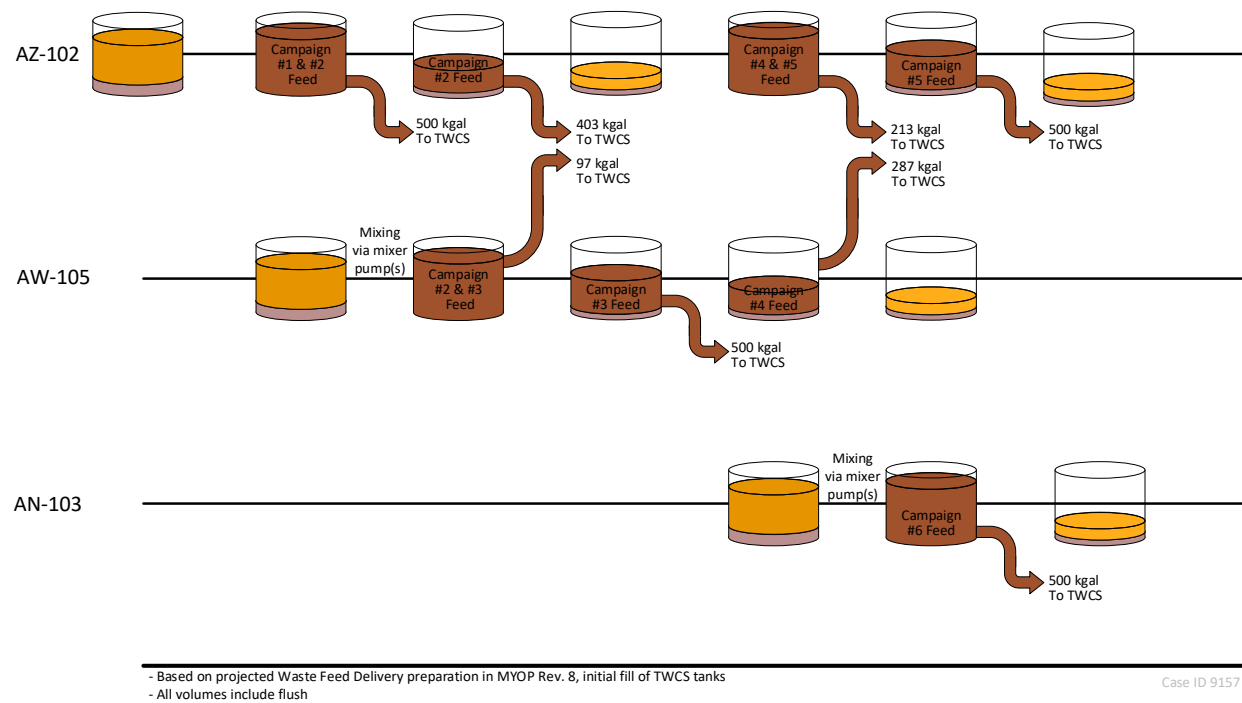 AZ-102
Campaign
#1 & #2
Feed
500 kgal
To TWCS
Campaign
#2 Feed
403 kgal
To TWCS
97 kgal
To TWCS
Campaign
#4 & #5
Feed
213 kgal
To TWCS
287 kgal
To TWCS
Campaign
#5 Feed
500 kgal
To TWCS
AW-105
Mixing
via mixer
pump(s)
Campaign
#2 & #3
Feed
Campaign
#3 Feed
500 kgal
To TWCS
Campaign
#4 Feed
AN-103
Mixing
via mixer
pump(s)
Campaign
#6 Feed
500 kgal
To TWCS
- Based on projected Waste Feed Delivery preparation in MYOP Rev. 8, initial fill of TWCS tanks
- All volumes include flush
Case ID 9157